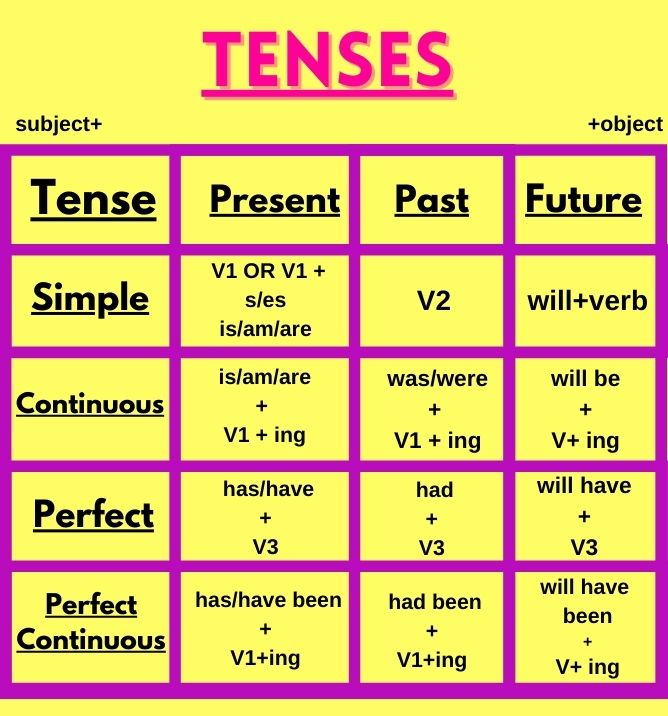 TENSES
subject+
+object
Tense
Present
Past
Future
Simple
V1 OR V1 +
s/es
is/am/are
V2
will+verb
Continuous
is/am/are
+
V1 + ing
was/were
+
V1 + ing
will be
+
V+ ing
Perfect
has/have
+
V3
had
+
V3
will have
+
V3
Perfect
Continuous
has/have been
+
V1+ing
had been
+
V1+ing
will have
been
+
V+ ing